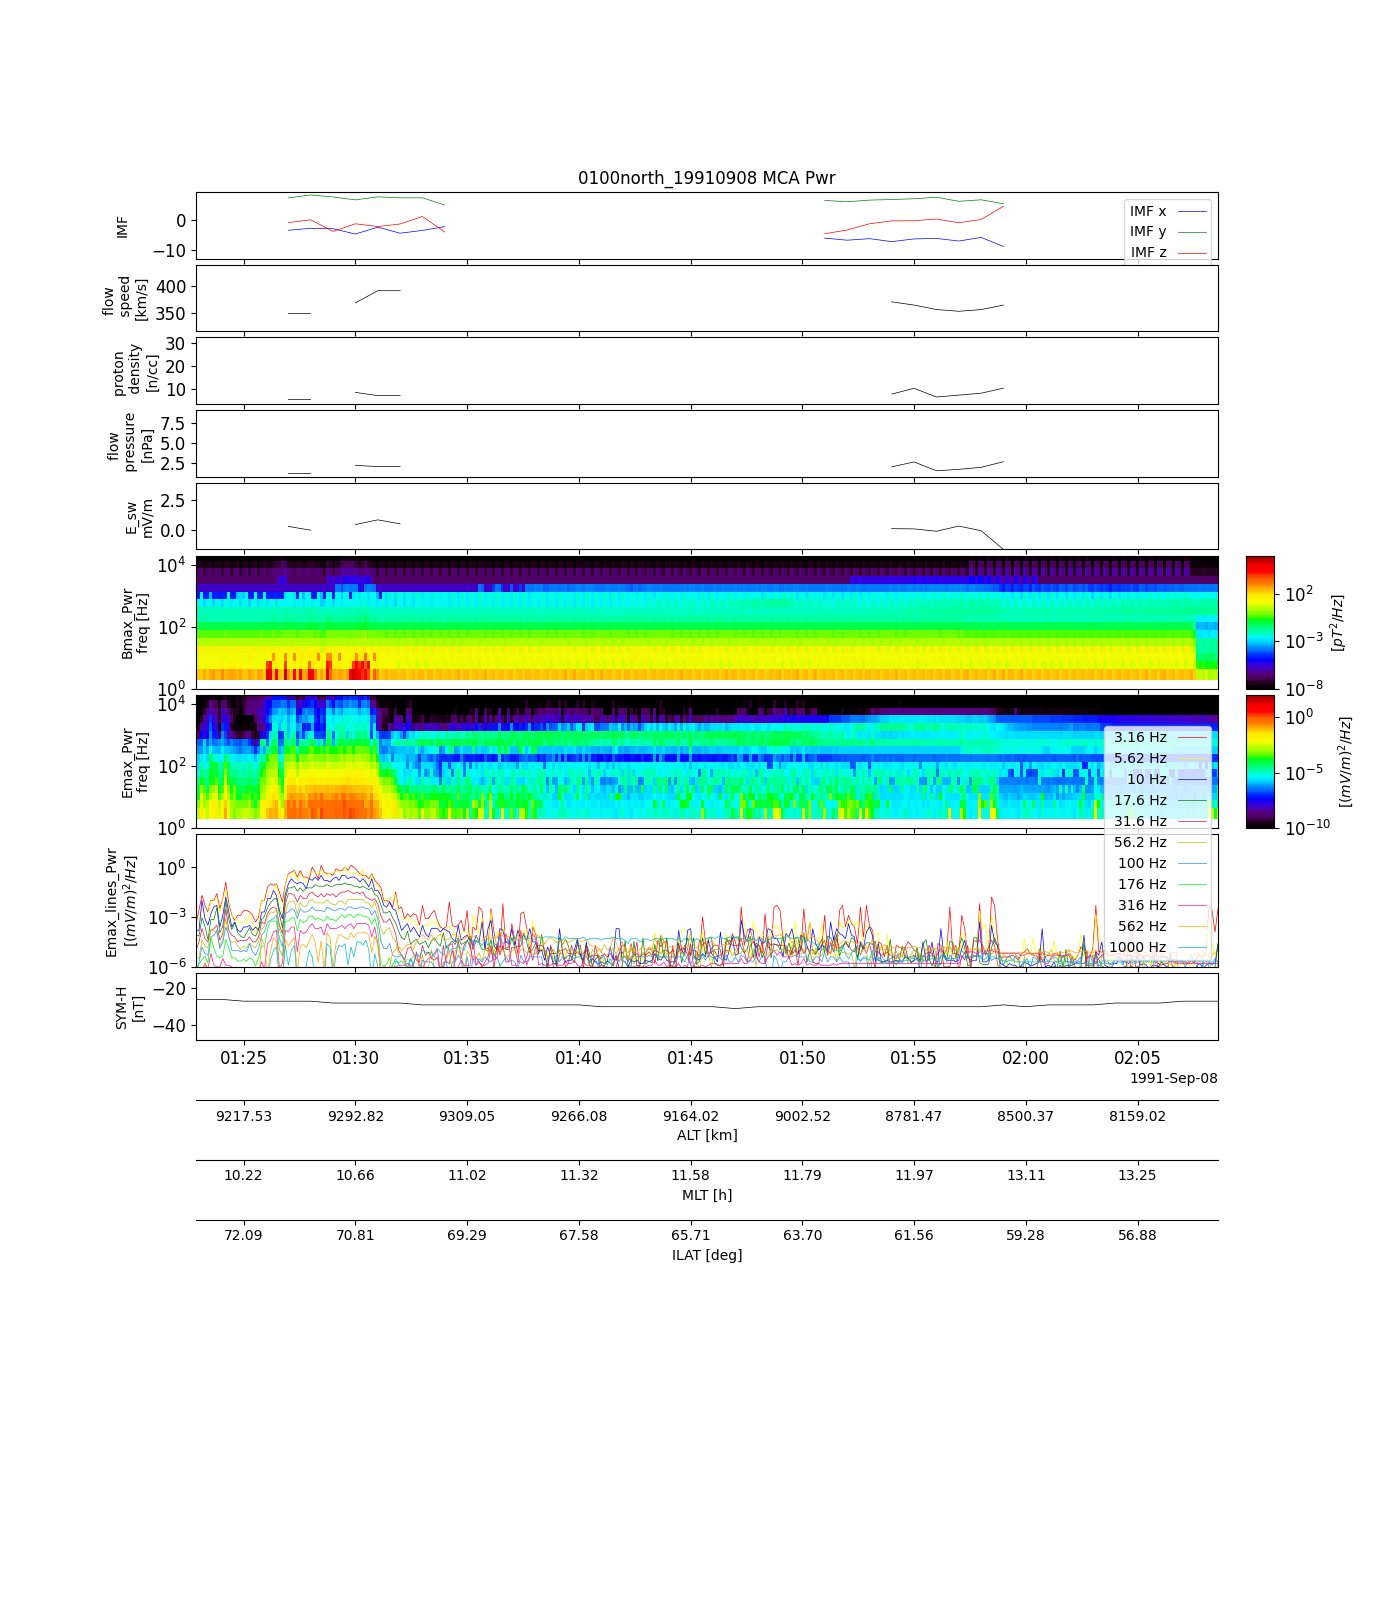 0100north_19910908 MCA Pwr
IMF
0
−10
IMF x
IMF y
IMF z
flow
speed
[km/s]
400
350
proton
density
[n/cc]
30
20
10
flow
pressure
[nPa]
7.5
5.0
2.5
E_sw
mV/m
2.5
0.0
Bmax_Pwr
freq [Hz]
10^4
10^2
10^0
10^2
10^−3
10^−8
[pT^2/Hz]
Emax_Pwr
freq [Hz]
10^4
10^2
10^0
10^0
10^−5
10^−10
[(mV/m)^2/Hz]
3.16 Hz
5.62 Hz
10 Hz
17.6 Hz
31.6 Hz
56.2 Hz
100 Hz
176 Hz
316 Hz
562 Hz
1000 Hz
Emax_lines_Pwr
[(mV/m)^2/Hz]
10^0
10^−3
10^−6
SYM-H
[nT]
−20
−40
01:25 01:30 01:35 01:40 01:45 01:50 01:55 02:00 02:05
1991-Sep-08
9217.53 9292.82 9309.05 9266.08 9164.02 9002.52 8781.47 8500.37 8159.02
ALT [km]
10.22 10.66 11.02 11.32 11.58 11.79 11.97 13.11 13.25
MLT [h]
72.09 70.81 69.29 67.58 65.71 63.70 61.56 59.28 56.88
ILAT [deg]